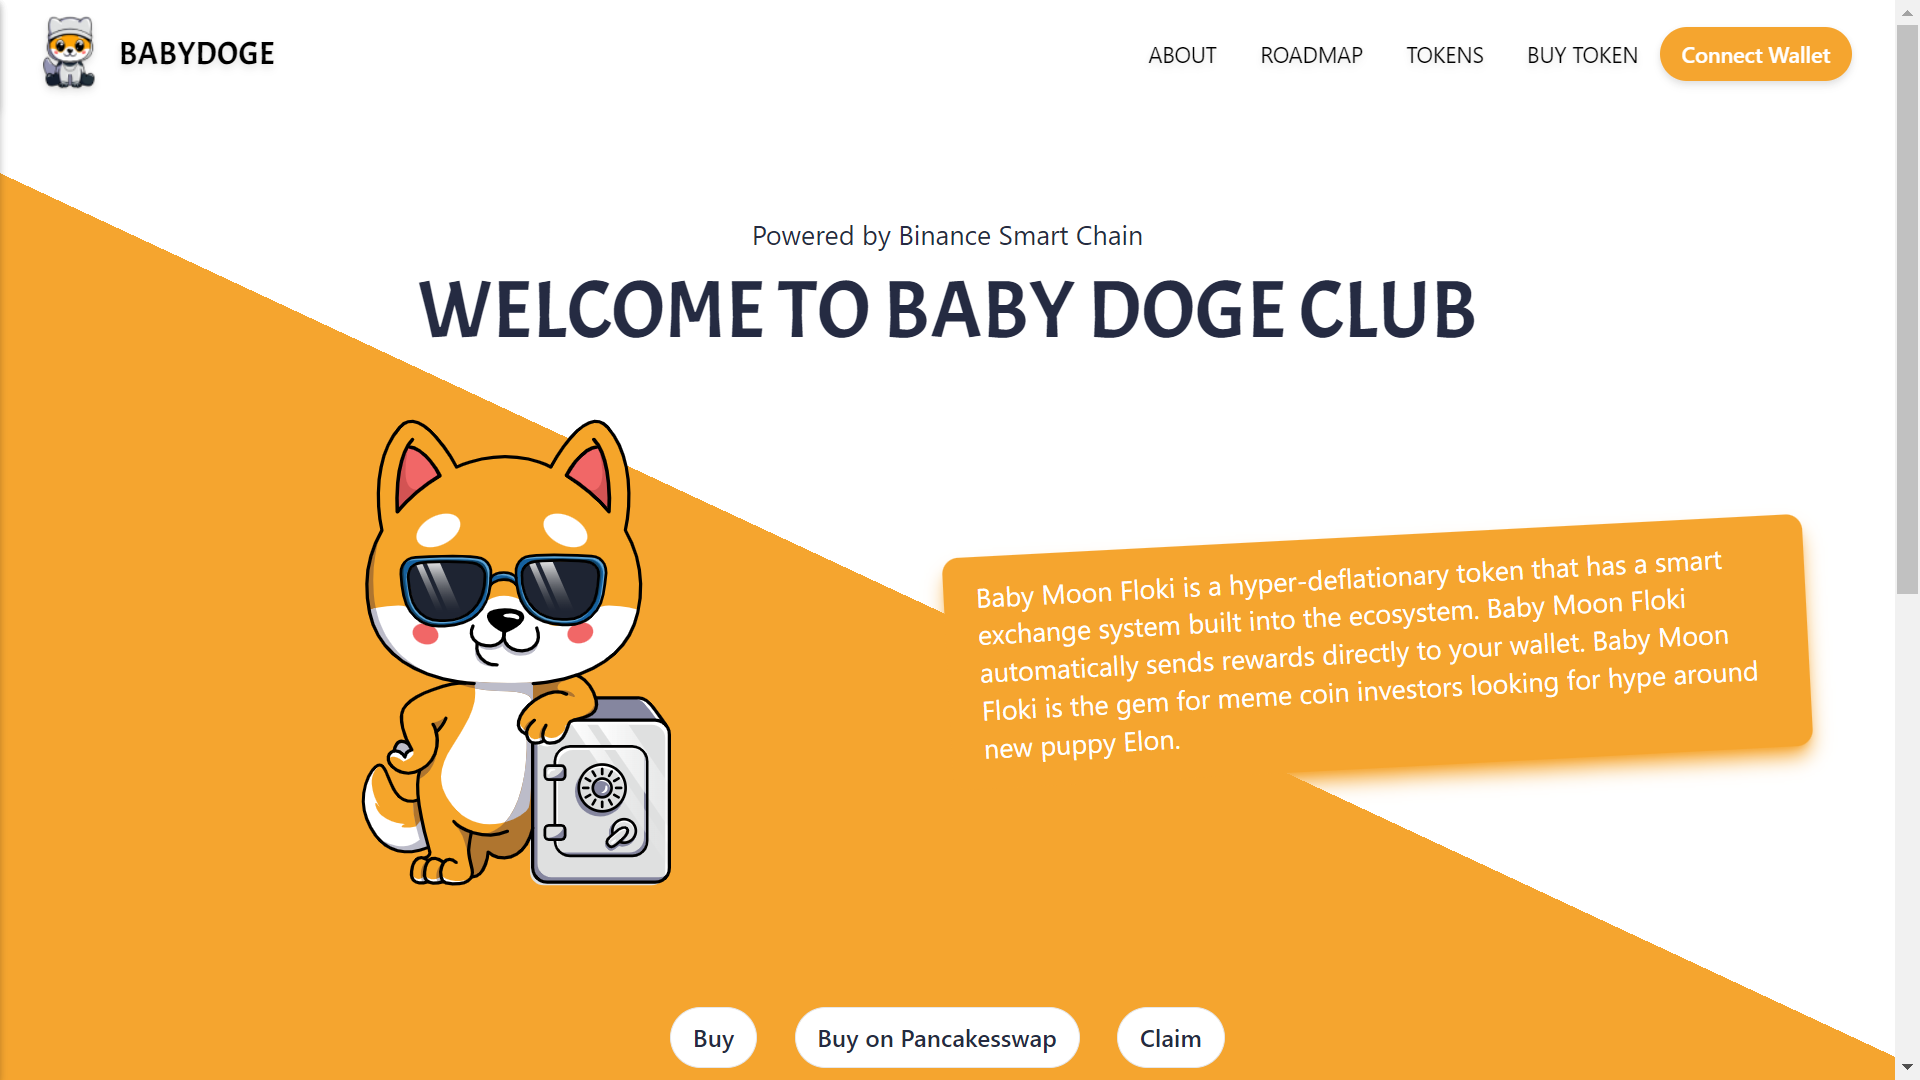 BABYDOGE
ABOUT
ROADMAP
TOKENS
BUY TOKEN
Connect Wallet
Powered by Binance Smart Chain
WELCOME TO BABY DOGE CLUB
Baby Moon Floki is a hyper-deflationary token that has a smart
exchange system built into the ecosystem. Baby Moon Floki
automatically sends rewards directly to your wallet. Baby Moon
Floki is the gem for meme coin investors looking for hype around
new puppy Elon.
Buy
Buy on Pancakesswap
Claim